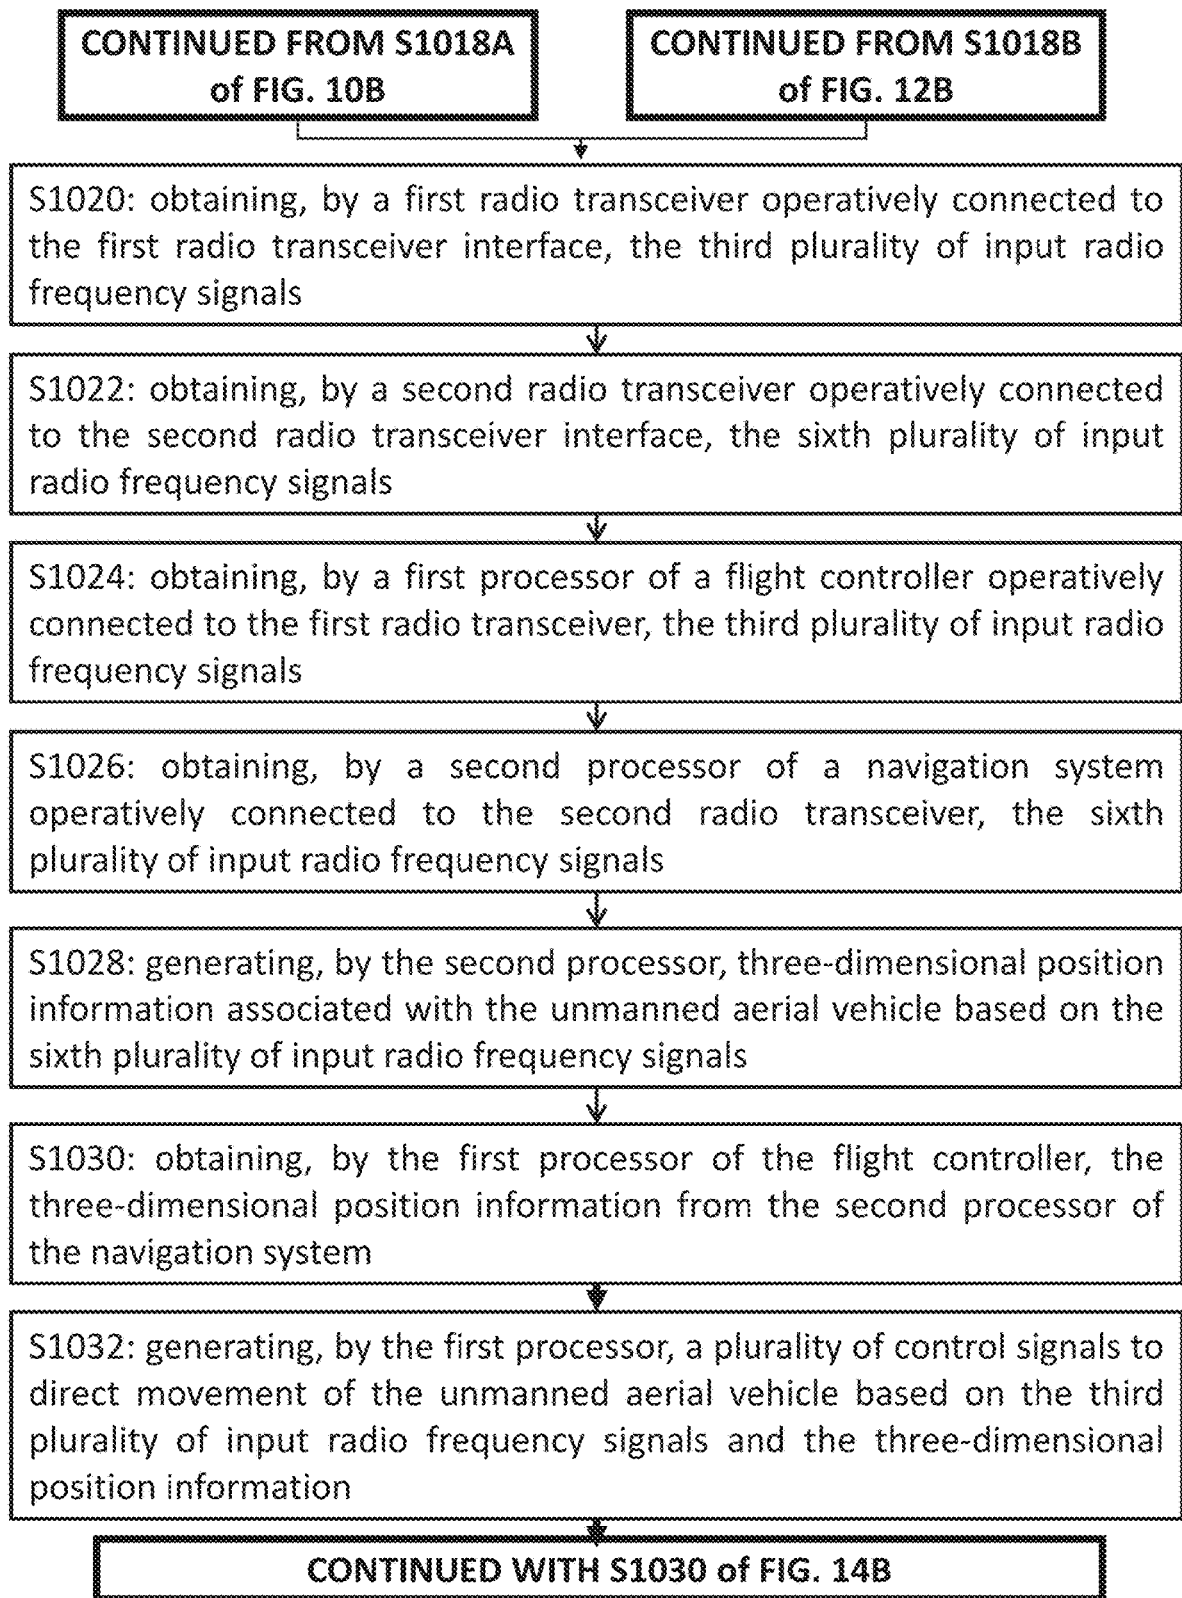 CONTINUED FROM S1018A
of FIG. 10B
CONTINUED FROM S1018B
of FIG. 12B
S1020: obtaining, by a first radio transceiver operatively connected to
the first radio transceiver interface, the third plurality of input radio
frequency signals
S1022: obtaining, by a second radio transceiver operatively connected
to the second radio transceiver interface, the sixth plurality of input
radio frequency signals
S1024: obtaining, by a first processor of a flight controller operatively
connected to the first radio transceiver, the third plurality of input radio
frequency signals
S1026: obtaining, by a second processor of a navigation system
operatively connected to the second radio transceiver, the sixth
plurality of input radio frequency signals
S1028: generating, by the second processor, three-dimensional position
information associated with the unmanned aerial vehicle based on the
sixth plurality of input radio frequency signals
S1030: obtaining, by the first processor of the flight controller, the
three-dimensional position information from the second processor of
the navigation system
S1032: generating, by the first processor, a plurality of control signals to
direct movement of the unmanned aerial vehicle based on the third
plurality of input radio frequency signals and the three-dimensional
position information
CONTINUED WITH S1030 of FIG. 14B